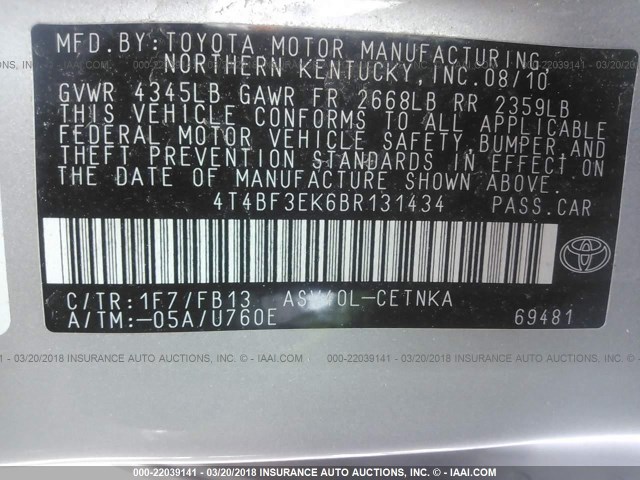 MFD.BY:TOYOTA MOTOR MANUFACTURING
NORTHERN KENTUCKY,INC.08/10
GVWR 4345LB GAWR FR 2668LB RR 2359LB
THIS VEHICLE CONFORMS TO ALL APPLICABLE
FEDERAL MOTOR VEHICLE SAFETY,BUMPER,AND
THEFT PREVENTION STANDARDS IN EFFECT ON
THE DATE OF MANUFACTURE SHOWN ABOVE.
4T4BF3EK6BR131434 PASS.CAR
C/TR:1F7/FB13 ASV40L-CETNKA
A/TM:-05A/U760E
69481
TOYOTA
000-22039141 - 03/20/2018 INSURANCE AUTO AUCTIONS - © - IAAI.COM